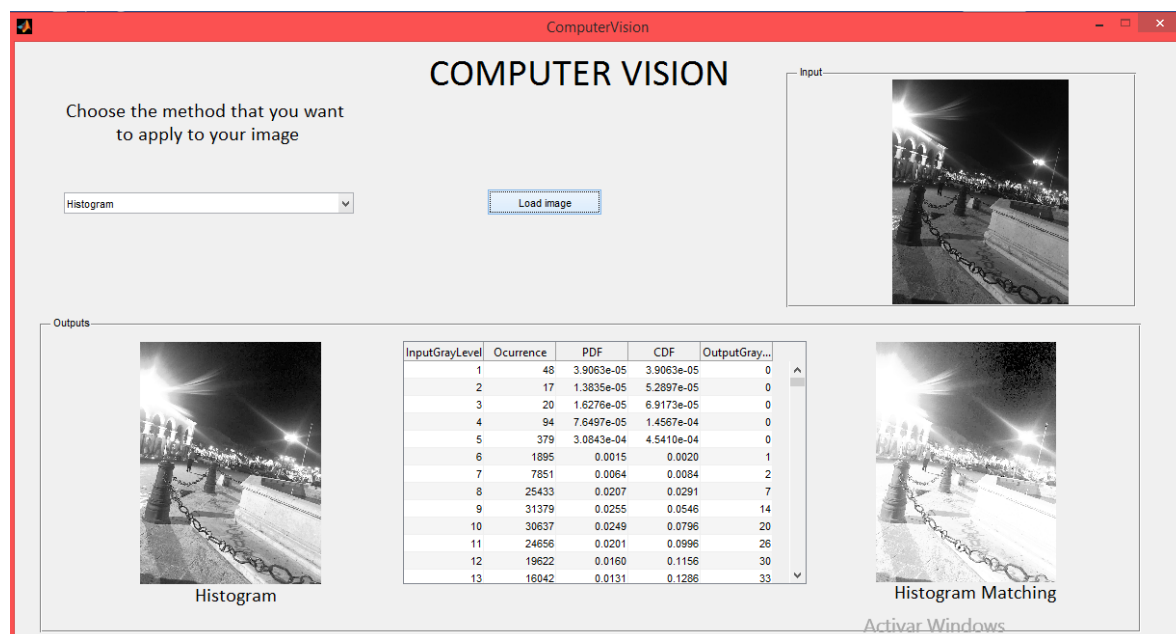 ComputerVision
COMPUTER VISION
Input
Choose the method that you want
to apply to your image
Histogram
Load image
Outputs
InputGrayLevel Ocurrence PDF CDF OutputGray...
1 48 3.9063e-05 3.9063e-05 0
2 17 1.3835e-05 5.2897e-05 0
3 20 1.6276e-05 6.9173e-05 0
4 94 7.6497e-05 1.4567e-04 0
5 379 3.0843e-04 4.5410e-04 0
6 1895 0.0015 0.0020 1
7 7851 0.0064 0.0084 2
8 25433 0.0207 0.0291 7
9 31379 0.0255 0.0546 14
10 30637 0.0249 0.0796 20
11 24656 0.0201 0.0996 26
12 19622 0.0160 0.1156 30
13 16042 0.0131 0.1286 33
Histogram
Histogram Matching
Activar Windows